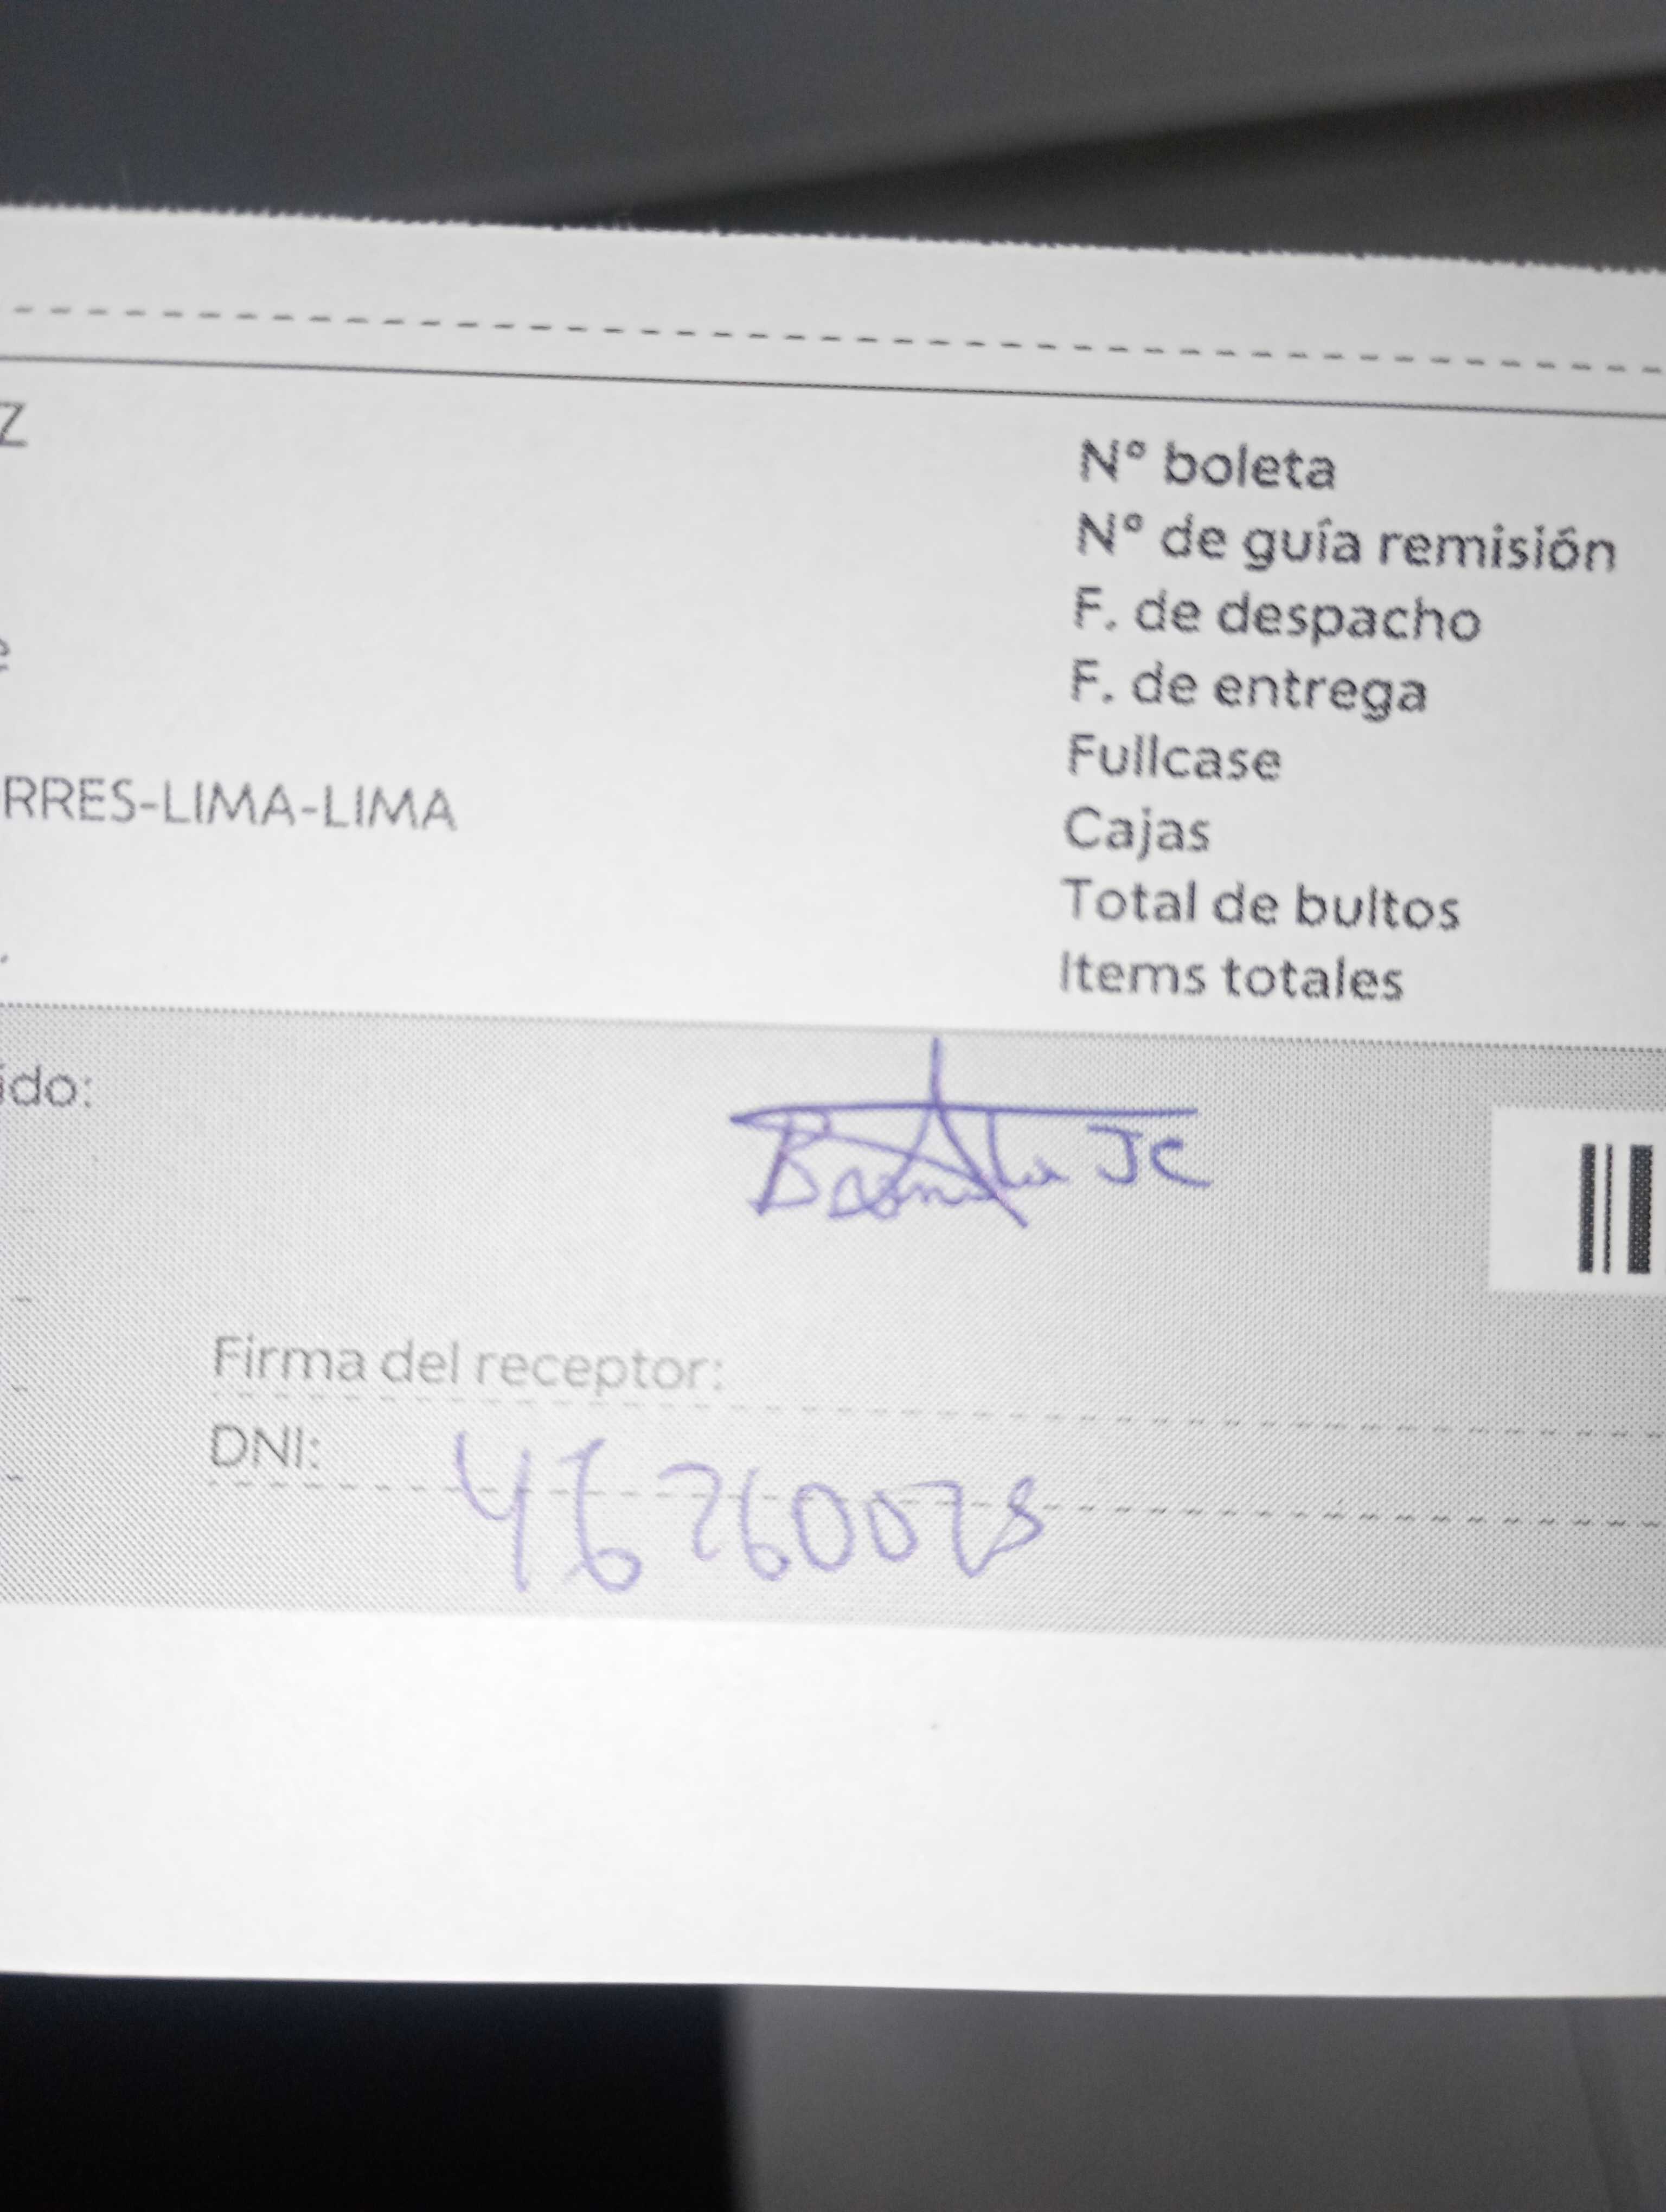 Z
N° boleta
N° de guía remisión
F. de despacho
F. de entrega
Fullcase
RRES-LIMA-LIMA
Cajas
Total de bultos
Items totales
ido:
JC
Firma del receptor:
DNI: 46260078